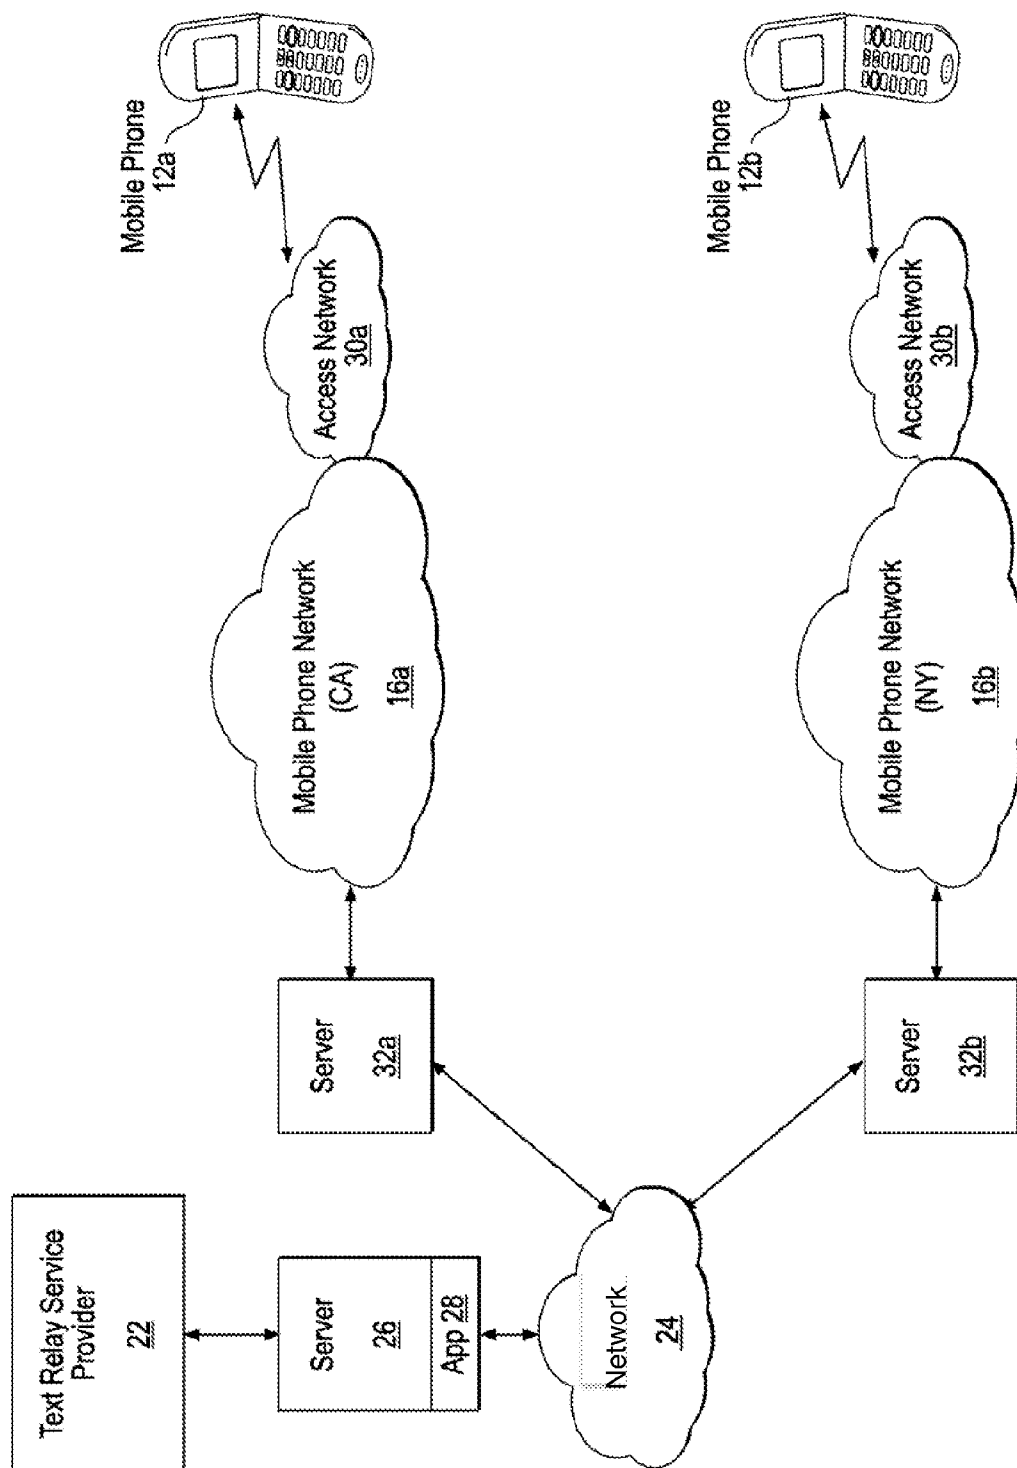 Text Relay Service
Provider
22
Server
26
App 28
Network
24
Server
32a
Mobile Phone Network
(CA)
16a
Access Network
30a
Mobile Phone
12a
Server
32b
Mobile Phone Network
(NY)
16b
Access Network
30b
Mobile Phone
12b